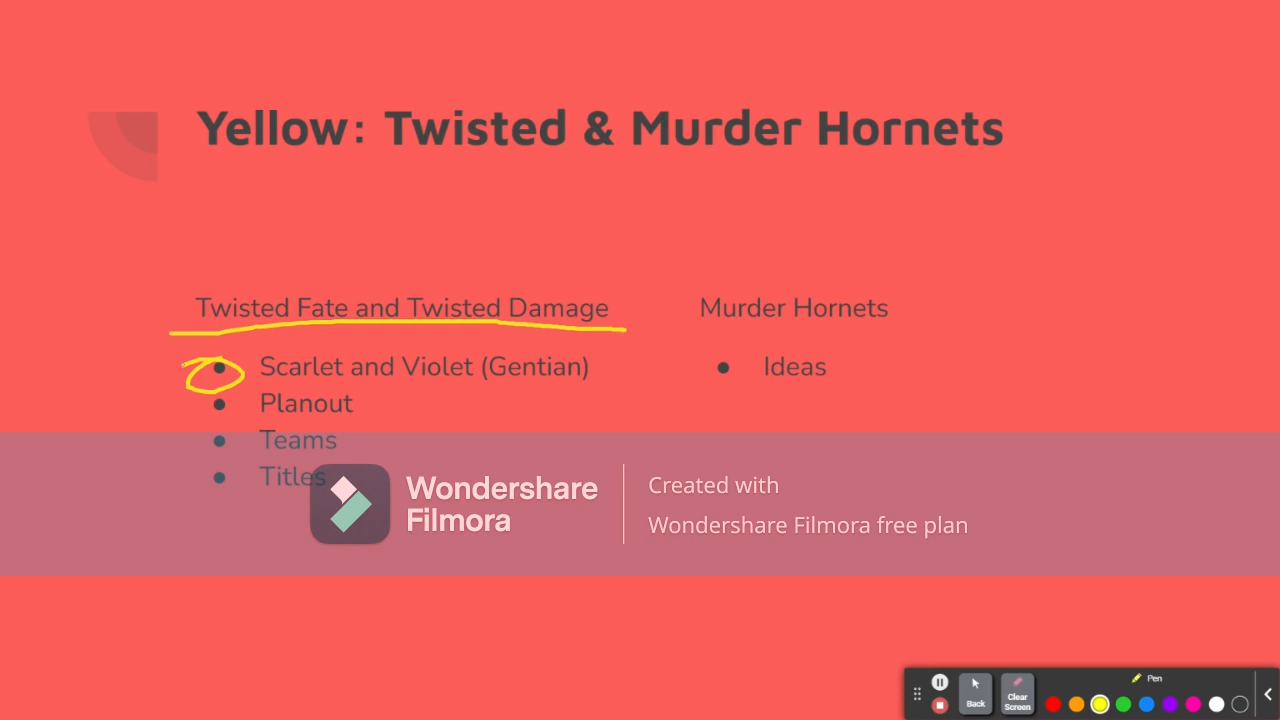 Yellow: Twisted & Murder Hornets
Twisted Fate and Twisted Damage
● Scarlet and Violet (Gentian)
● Planout
● Teams
● Titles
Murder Hornets
● Ideas
Wondershare
Filmora
Created with
Wondershare Filmora free plan
Pen
Back
Clear
Screen